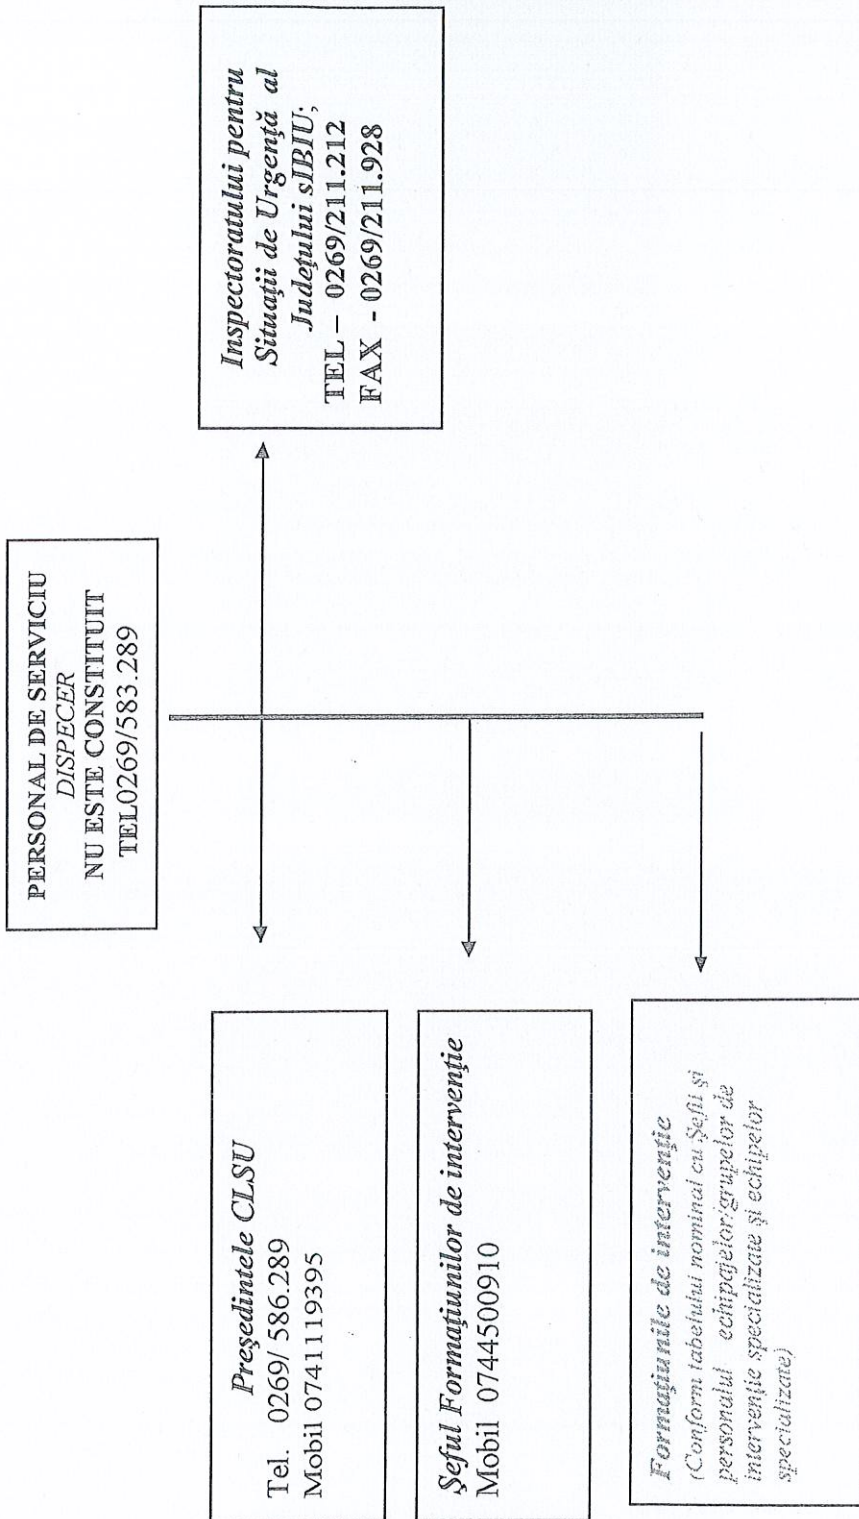 PERSONAL DE SERVICIU
DISPECER
NU ESTE CONSTITUIT
TEL0269/583.289
Președintele CLSU
Tel. 0269/ 586.289
Mobil 0741119395
Inspectoratului pentru
Situații de Urgență al
Județului sIBIU;
TEL – 0269/211.212
FAX - 0269/211.928
Șeful Formațiunilor de intervenție
Mobil 0744500910
Formațiunile de intervenție
(Conform tabelului nominal cu Șefii și
personalul echipajelor/grupelor de
intervenție specializate și echipelor
specializate)